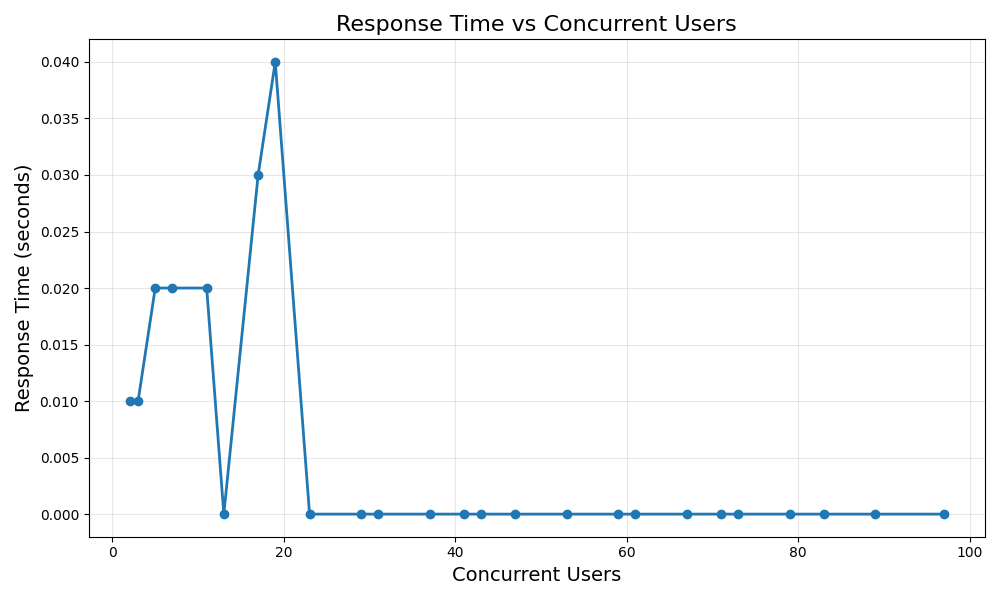 Response Time vs Concurrent Users
Response Time (seconds)
0.040
0.035
0.030
0.025
0.020
0.015
0.010
0.005
0.000
0 20 40 60 80 100
Concurrent Users